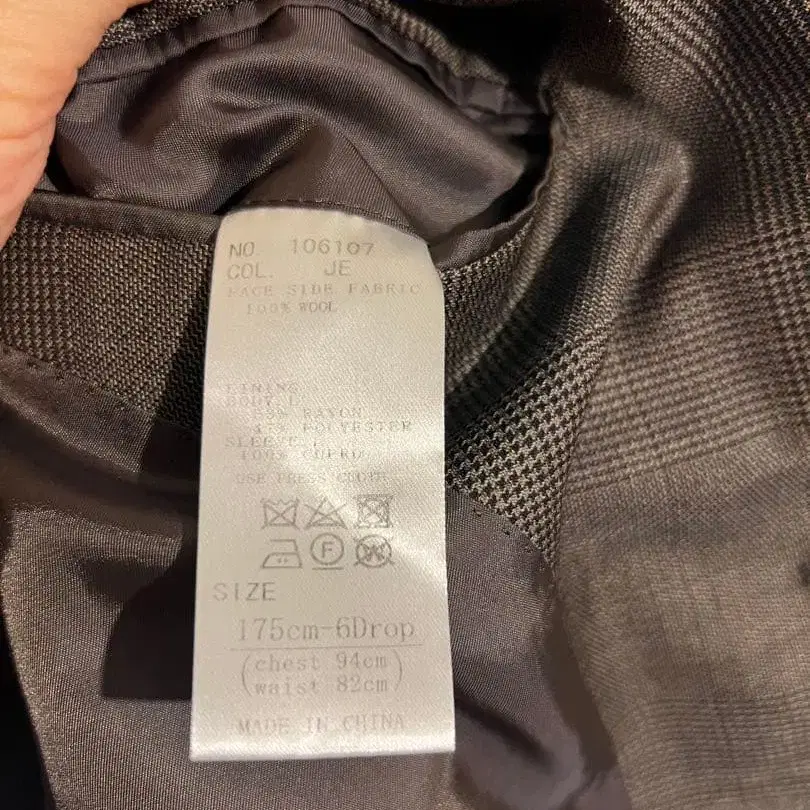 NO. 106107
COL. JE
FACE SIDE FABRIC
100% WOOL
LINING
BODY L
RAYON
POLYESTER
SLEEVE
100% CUPRO
USE PRESS CLOTH
F
W
SIZE
175cm-6Drop
(chest 94cm
waist 82cm)
MADE IN CHINA